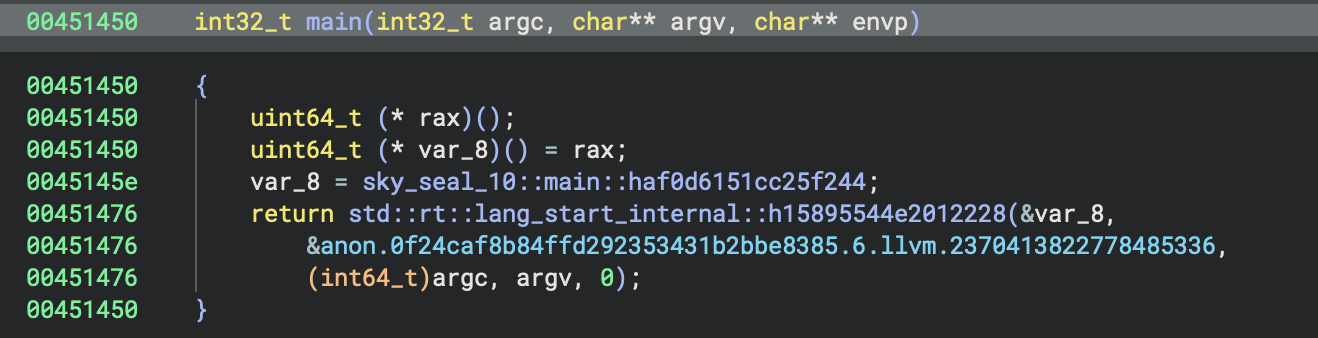 00451450 int32_t main(int32_t argc, char** argv, char** envp)
00451450 {
00451450 uint64_t (* rax)();
00451450 uint64_t (* var_8)() = rax;
0045145e var_8 = sky_seal_10::main::haf0d6151cc25f244;
00451476 return std::rt::lang_start_internal::h15895544e2012228(&var_8,
00451476 &anon.0f24caf8b84ffd292353431b2bbe8385.6.llvm.2370413822778485336,
00451476 (int64_t)argc, argv, 0);
00451450 }